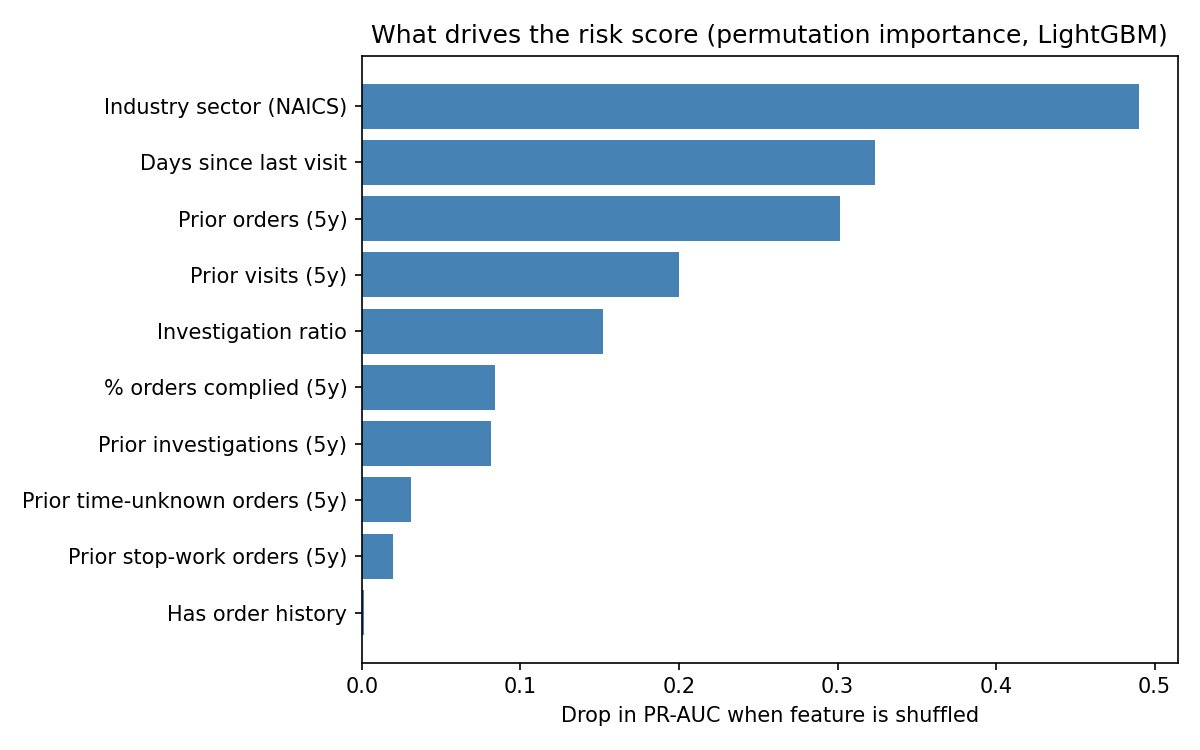 What drives the risk score (permutation importance, LightGBM)
Industry sector (NAICS)
Days since last visit
Prior orders (5y)
Prior visits (5y)
Investigation ratio
% orders complied (5y)
Prior investigations (5y)
Prior time-unknown orders (5y)
Prior stop-work orders (5y)
Has order history
0.0 0.1 0.2 0.3 0.4 0.5
Drop in PR-AUC when feature is shuffled